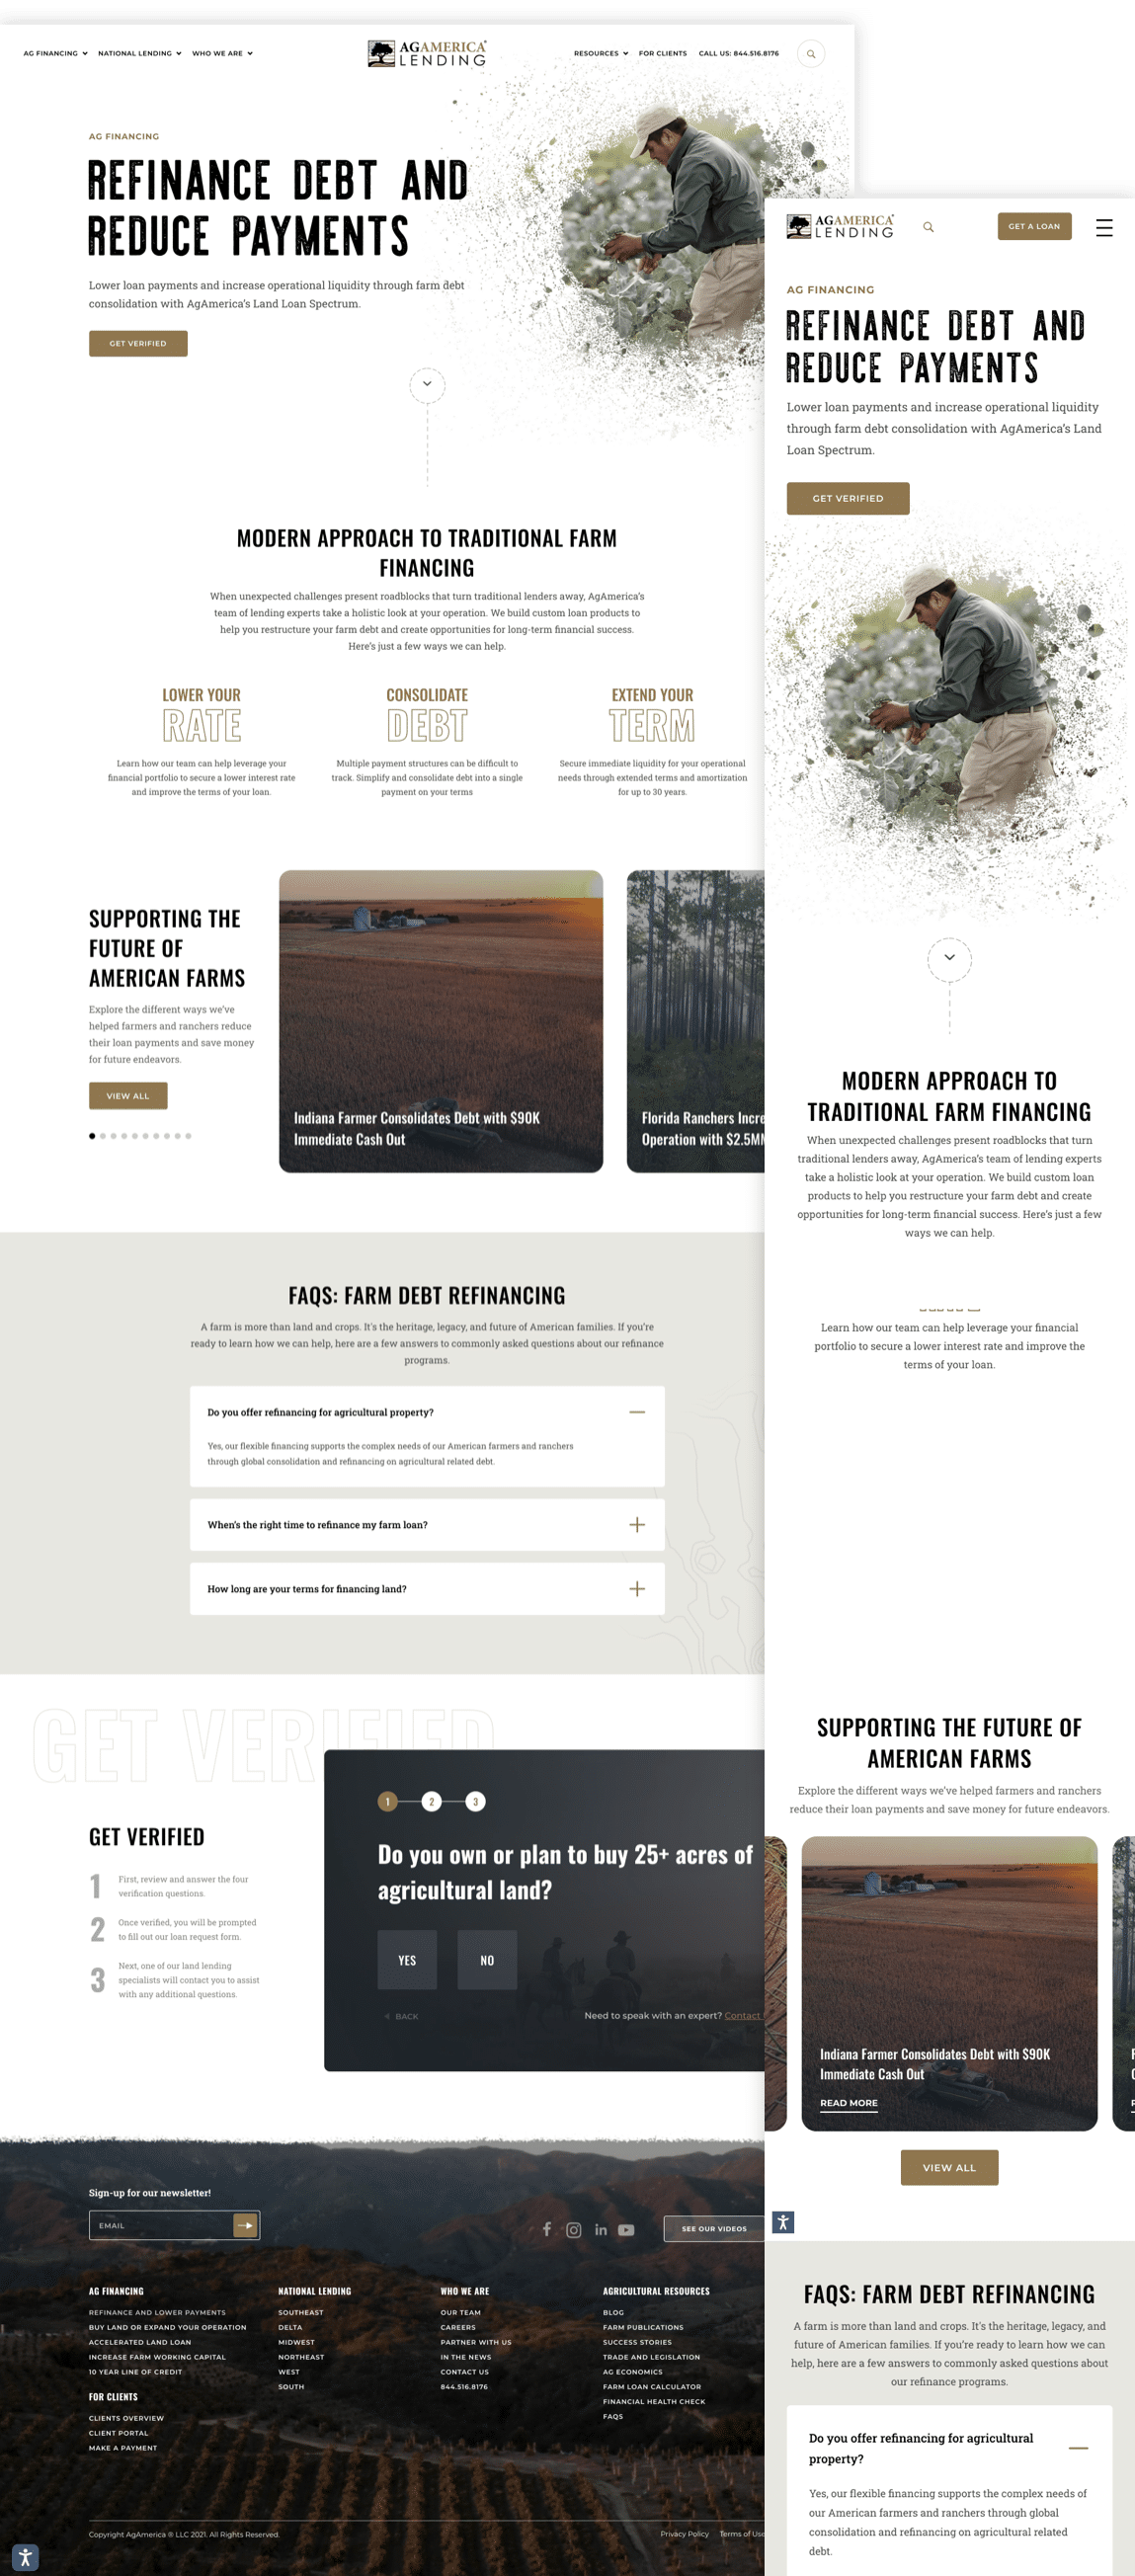 AG FINANCING
NATIONAL LENDING
WHO WE ARE
AGAMERICA
LENDING
RESOURCES
FOR CLIENTS
CALL US: 844.516.8176
AG FINANCING
REFINANCE DEBT AND
REDUCE PAYMENTS
Lower loan payments and increase operational liquidity through farm debt
consolidation with AgAmerica's Land Loan Spectrum.
GET VERIFIED
MODERN APPROACH TO TRADITIONAL FARM
FINANCING
When unexpected challenges present roadblocks that turn traditional lenders away, AgAmerica's
team of lending experts take a holistic look at your operation. We build custom loan products to
help you restructure your farm debt and create opportunities for long-term financial success.
Here's just a few ways we can help.
LOWER YOUR
RATE
Learn how our team can help leverage your
financial portfolio to secure a lower interest rate
and improve the terms of your loan.
CONSOLIDATE
DEBT
Multiple payment structures can be difficult to
track. Simplify and consolidate debt into a single
payment on your terms
EXTEND YOUR
TERM
Secure immediate liquidity for your operational
needs through extended terms and amortization
for up to 30 years.
SUPPORTING THE
FUTURE OF
AMERICAN FARMS
Explore the different ways we've
helped farmers and ranchers reduce
their loan payments and save money
for future endeavors.
VIEW ALL
Indiana Farmer Consolidates Debt with $90K
Immediate Cash Out
Florida Ranchers Incre
Operation with $2.5M
FAQS: FARM DEBT REFINANCING
A farm is more than land and crops. It's the heritage, legacy, and future of American families. If you're
ready to learn how we can help, here are a few answers to commonly asked questions about our refinance
programs.
Do you offer refinancing for agricultural property?
Yes, our flexible financing supports the complex needs of our American farmers and ranchers
through global consolidation and refinancing on agricultural related debt.
When's the right time to refinance my farm loan?
How long are your terms for financing land?
GET VERIFIED
GET VERIFIED
1
First, review and answer the four
verification questions.
2
Once verified, you will be prompted
to fill out our loan request form.
3
Next, one of our land lending
specialists will contact you to assist
with any additional questions.
1 2 3
Do you own or plan to buy 25+ acres of
agricultural land?
YES
NO
BACK
Need to speak with an expert? Contact
Sign-up for our newsletter!
EMAIL
SEE OUR VIDEOS
AG FINANCING
REFINANCE AND LOWER PAYMENTS
BUY LAND OR EXPAND YOUR OPERATION
ACCELERATED LAND LOAN
INCREASE FARM WORKING CAPITAL
10 YEAR LINE OF CREDIT
FOR CLIENTS
CLIENTS OVERVIEW
CLIENT PORTAL
MAKE A PAYMENT
NATIONAL LENDING
SOUTHEAST
DELTA
MIDWEST
NORTHEAST
WEST
SOUTH
WHO WE ARE
OUR TEAM
CAREERS
PARTNER WITH US
IN THE NEWS
CONTACT US
844.516.8176
AGRICULTURAL RESOURCES
BLOG
FARM PUBLICATIONS
SUCCESS STORIES
TRADE AND LEGISLATION
AG ECONOMICS
FARM LOAN CALCULATOR
FINANCIAL HEALTH CHECK
FAQS
Copyright AgAmerica ® LLC 2021. All Rights Reserved.
Privacy Policy
Terms of Use
AGAMERICA
LENDING
GET A LOAN
AG FINANCING
REFINANCE DEBT AND
REDUCE PAYMENTS
Lower loan payments and increase operational liquidity
through farm debt consolidation with AgAmerica's Land
Loan Spectrum.
GET VERIFIED
MODERN APPROACH TO
TRADITIONAL FARM FINANCING
When unexpected challenges present roadblocks that turn
traditional lenders away, AgAmerica's team of lending experts
take a holistic look at your operation. We build custom loan
products to help you restructure your farm debt and create
opportunities for long-term financial success. Here's just a few
ways we can help.
Learn how our team can help leverage your financial
portfolio to secure a lower interest rate and improve the
terms of your loan.
SUPPORTING THE FUTURE OF
AMERICAN FARMS
Explore the different ways we've helped farmers and ranchers
reduce their loan payments and save money for future endeavors.
Indiana Farmer Consolidates Debt with $90K
Immediate Cash Out
READ MORE
VIEW ALL
FAQS: FARM DEBT REFINANCING
A farm is more than land and crops. It's the heritage, legacy, and
future of American families. If you're ready to learn how we can
help, here are a few answers to commonly asked questions about
our refinance programs.
Do you offer refinancing for agricultural
property?
Yes, our flexible financing supports the complex needs of
our American farmers and ranchers through global
consolidation and refinancing on agricultural related
debt.